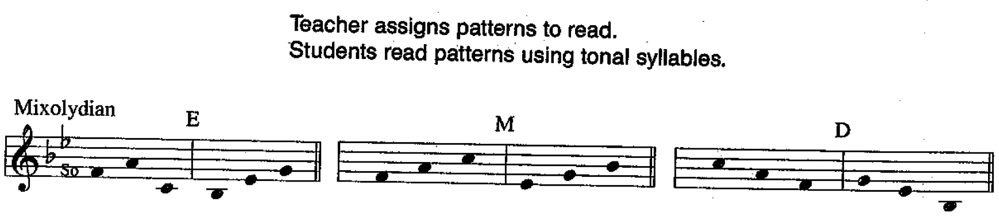 Teacher assigns patterns to read.
Students read patterns using tonal syllables.
Mixolydian
E
M
D
So